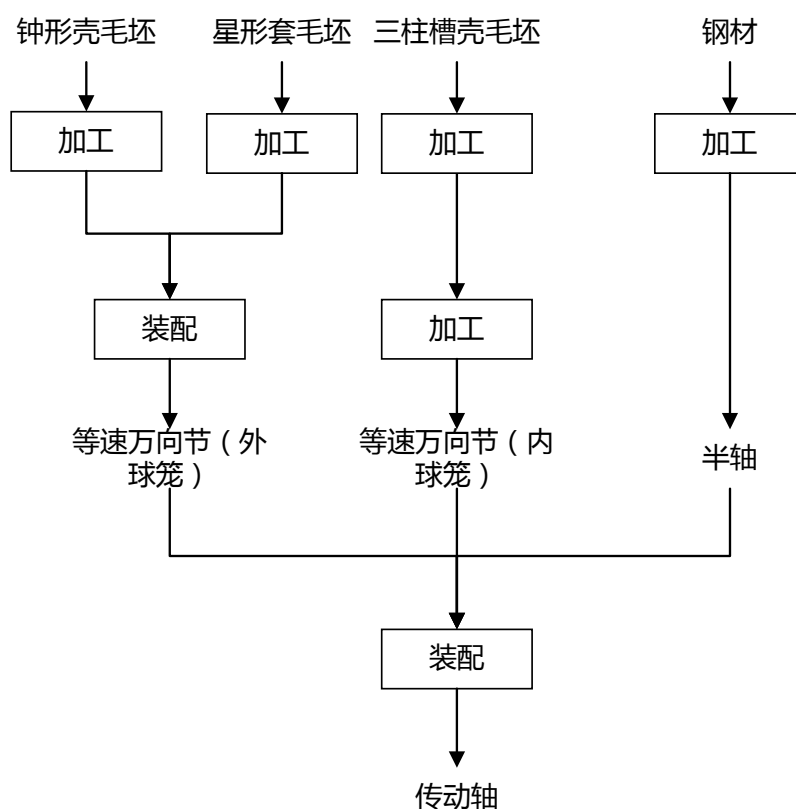 钟形壳毛坯
星形套毛坯
三柱槽壳毛坯
钢材
加工
加工
加工
加工
装配
加工
等速万向节（外
球笼）
等速万向节（内
球笼）
半轴
装配
传动轴